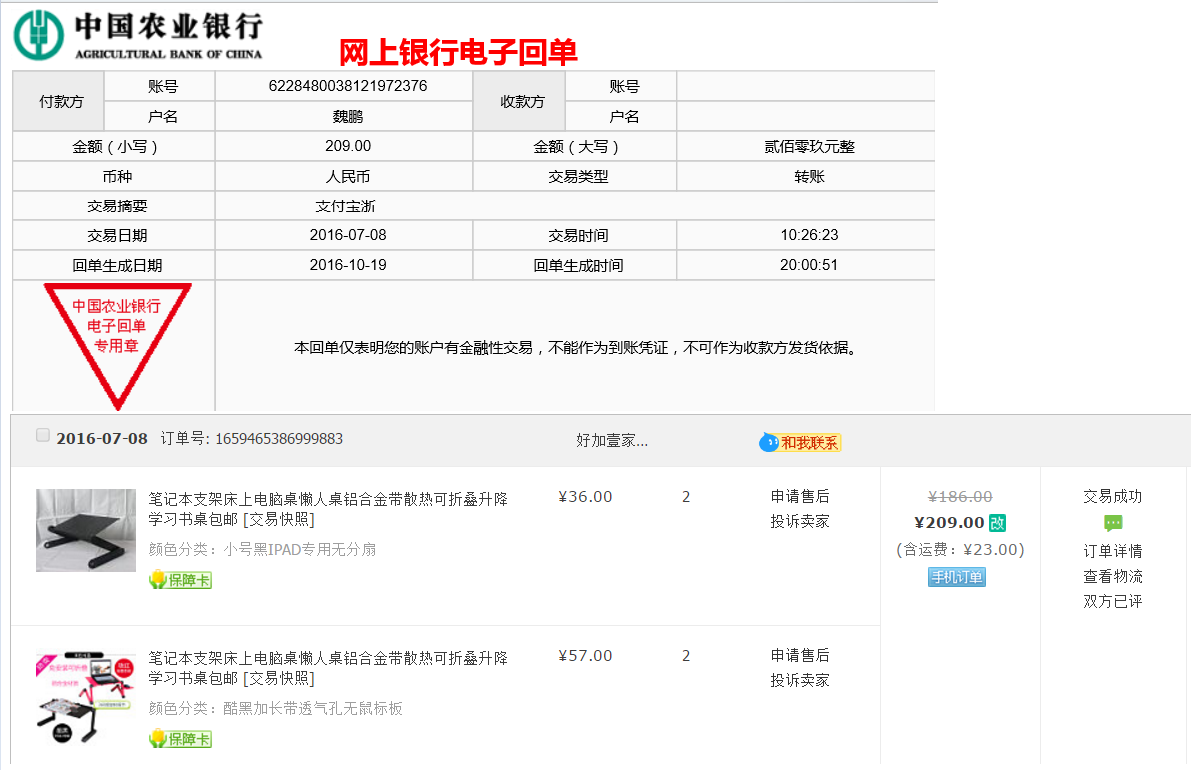 中国农业银行
AGRICULTURAL BANK OF CHINA
网上银行电子回单
付款方 账号 6228480038121972376 收款方 账号
户名 魏鹏 户名
金额（小写） 209.00 金额（大写） 贰佰零玖元整
币种 人民币 交易类型 转账
交易摘要 支付宝浙
交易日期 2016-07-08 交易时间 10:26:23
回单生成日期 2016-10-19 回单生成时间 20:00:51
中国农业银行
电子回单
专用章
本回单仅表明您的账户有金融性交易，不能作为到账凭证，不可作为收款方发货依据。
2016-07-08 订单号: 1659465386999883 好加壹家... 和我联系
笔记本支架床上电脑桌懒人桌铝合金带散热可折叠升降 ¥36.00 2 申请售后 ¥186.00 交易成功
学习书桌包邮 [交易快照] 投诉卖家 ¥209.00 改
颜色分类：小号黑IPAD专用无分扇 (含运费：¥23.00) 订单详情
保障卡 手机订单 查看物流
双方已评
笔记本支架床上电脑桌懒人桌铝合金带散热可折叠升降 ¥57.00 2 申请售后
学习书桌包邮 [交易快照] 投诉卖家
颜色分类：酷黑加长带透气孔无鼠标板
保障卡